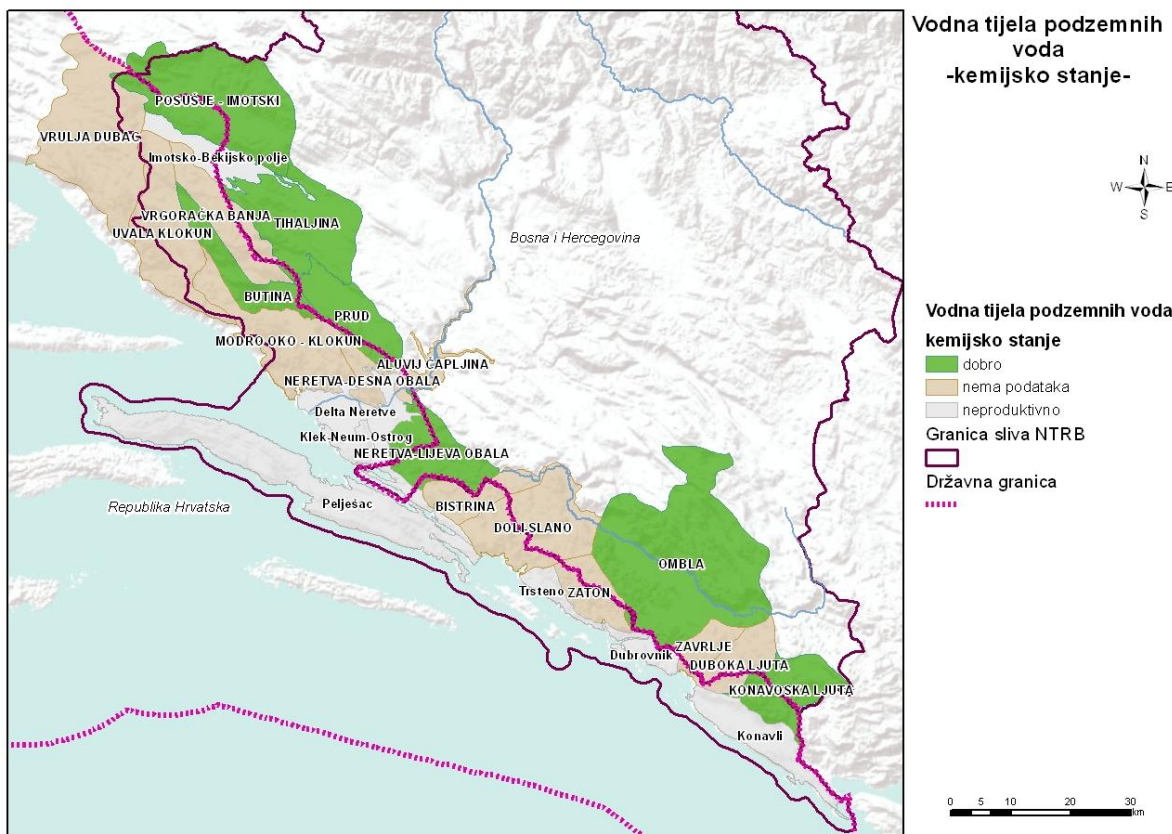 Vodna tijela podzemnih
voda
-kemijsko stanje-
N
W E
S
POSUŠJE - IMOTSKI
VRULJA DUBAC
Imotsko-Bekijsko polje
VRGORAČKA BANJA
TIHALJINA
UVALA KLOKUN
Bosna i Hercegovina
BUTINA
PRUD
MODRO OKO - KLOKUN
ALUVIJ ČAPLJINA
NERETVA-DESNA OBALA
Delta Neretve
Klek-Neum-Ostrog
NERETVA-LIJEVA OBALA
Republika Hrvatska
Pelješac
BISTRINA
DOLI-SLANO
OMBLA
Trsteno
ZATON
Dubrovnik
ZAVRLJE
DUBOKA LJUTA
KONAVOSKA LJUTA
Konavli
Vodna tijela podzemnih voda
kemijsko stanje
dobro
nema podataka
neproduktivno
Granica sliva NTRB
Državna granica
0 5 10 20 30
km